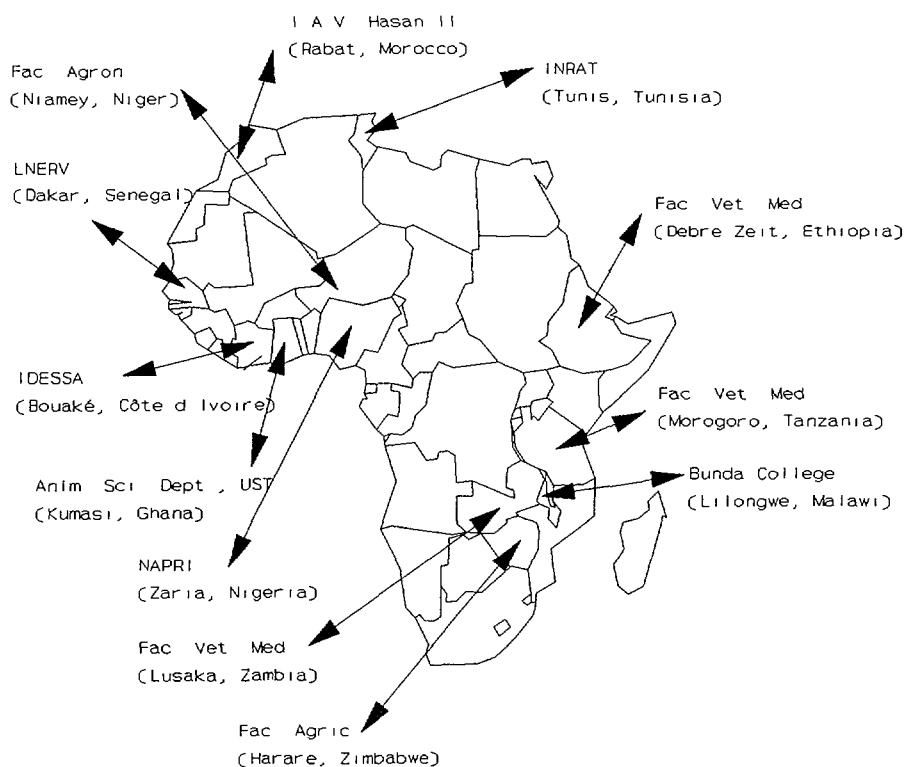 I A V Hasan II
(Rabat, Morocco)
Fac Agron
(Niamey, Niger)
INRAT
(Tunis, Tunisia)
LNERV
(Dakar, Senegal)
Fac Vet Med
(Debre Zeit, Ethiopia)
IDESSA
(Bouaké, Côte d Ivoire)
Fac Vet Med
(Morogoro, Tanzania)
Anim Sci Dept , UST
(Kumasi, Ghana)
Bunda College
(Lilongwe, Malawi)
NAPRI
(Zaria, Nigeria)
Fac Vet Med
(Lusaka, Zambia)
Fac Agric
(Harare, Zimbabwe)